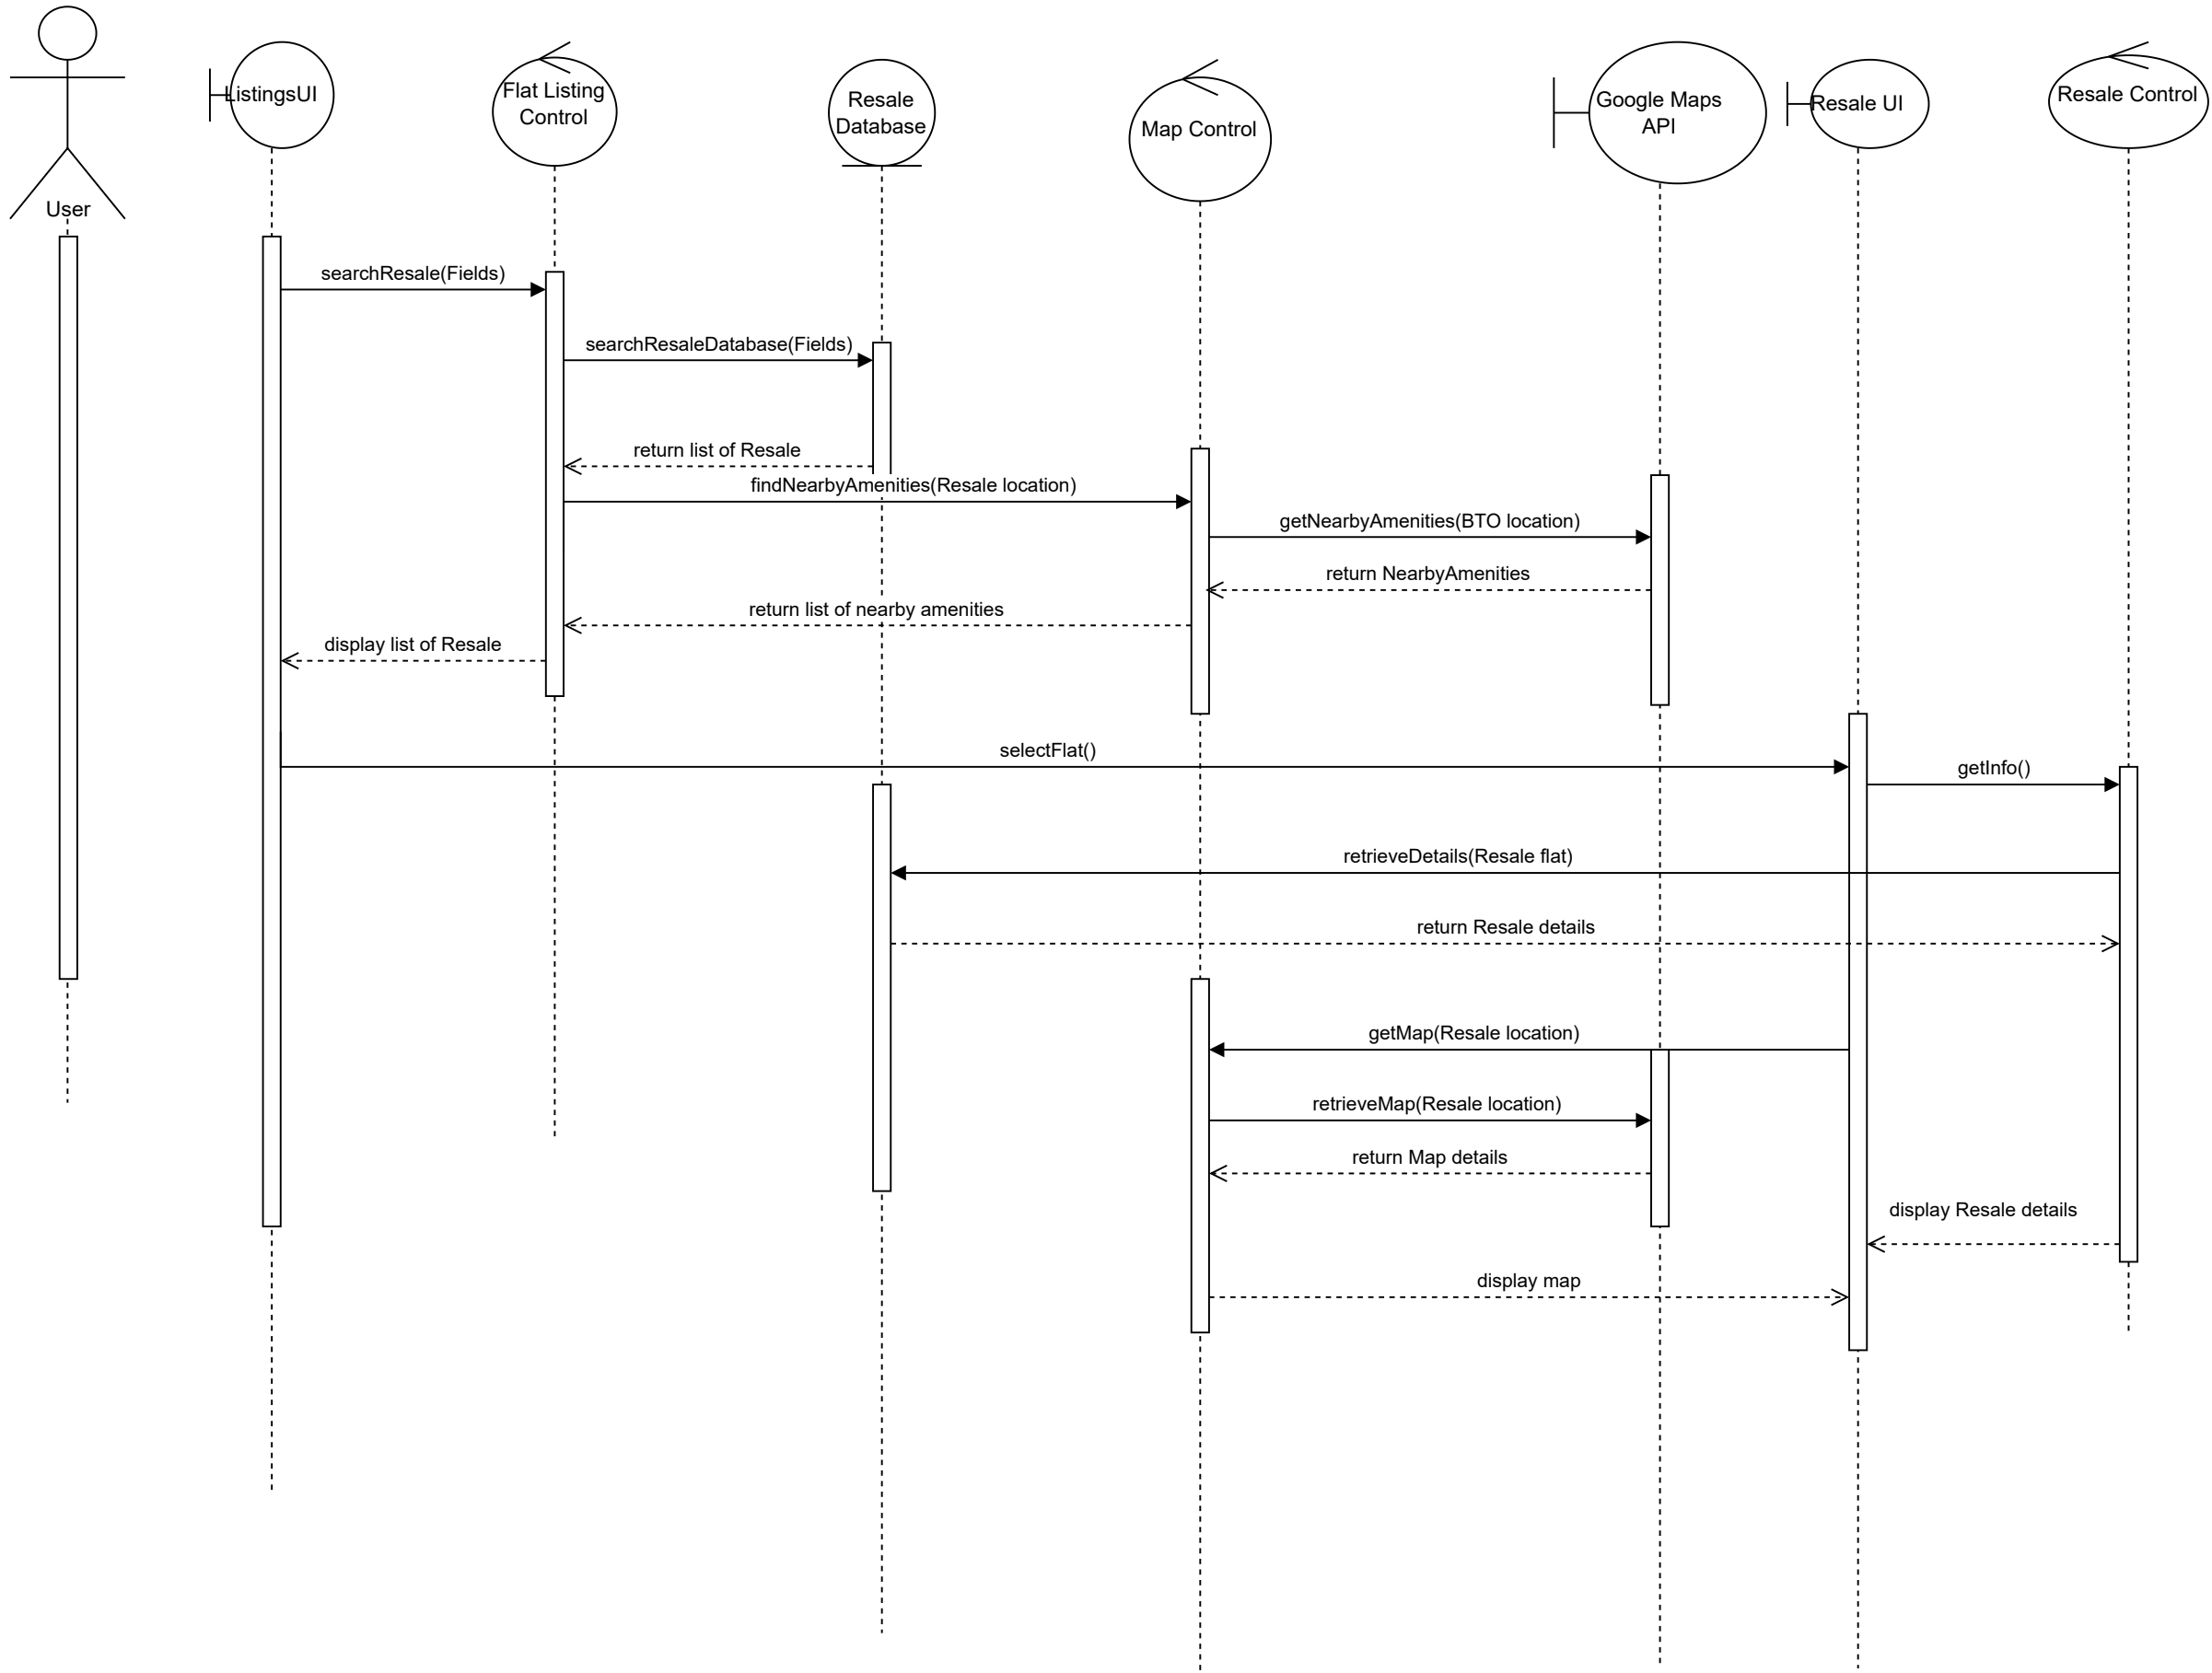 User
ListingsUI
Flat Listing
Control
Resale
Database
Map Control
Google Maps
API
Resale UI
Resale Control
searchResale(Fields)
searchResaleDatabase(Fields)
return list of Resale
findNearbyAmenities(Resale location)
getNearbyAmenities(BTO location)
return NearbyAmenities
return list of nearby amenities
display list of Resale
selectFlat()
getInfo()
retrieveDetails(Resale flat)
return Resale details
getMap(Resale location)
retrieveMap(Resale location)
return Map details
display Resale details
display map